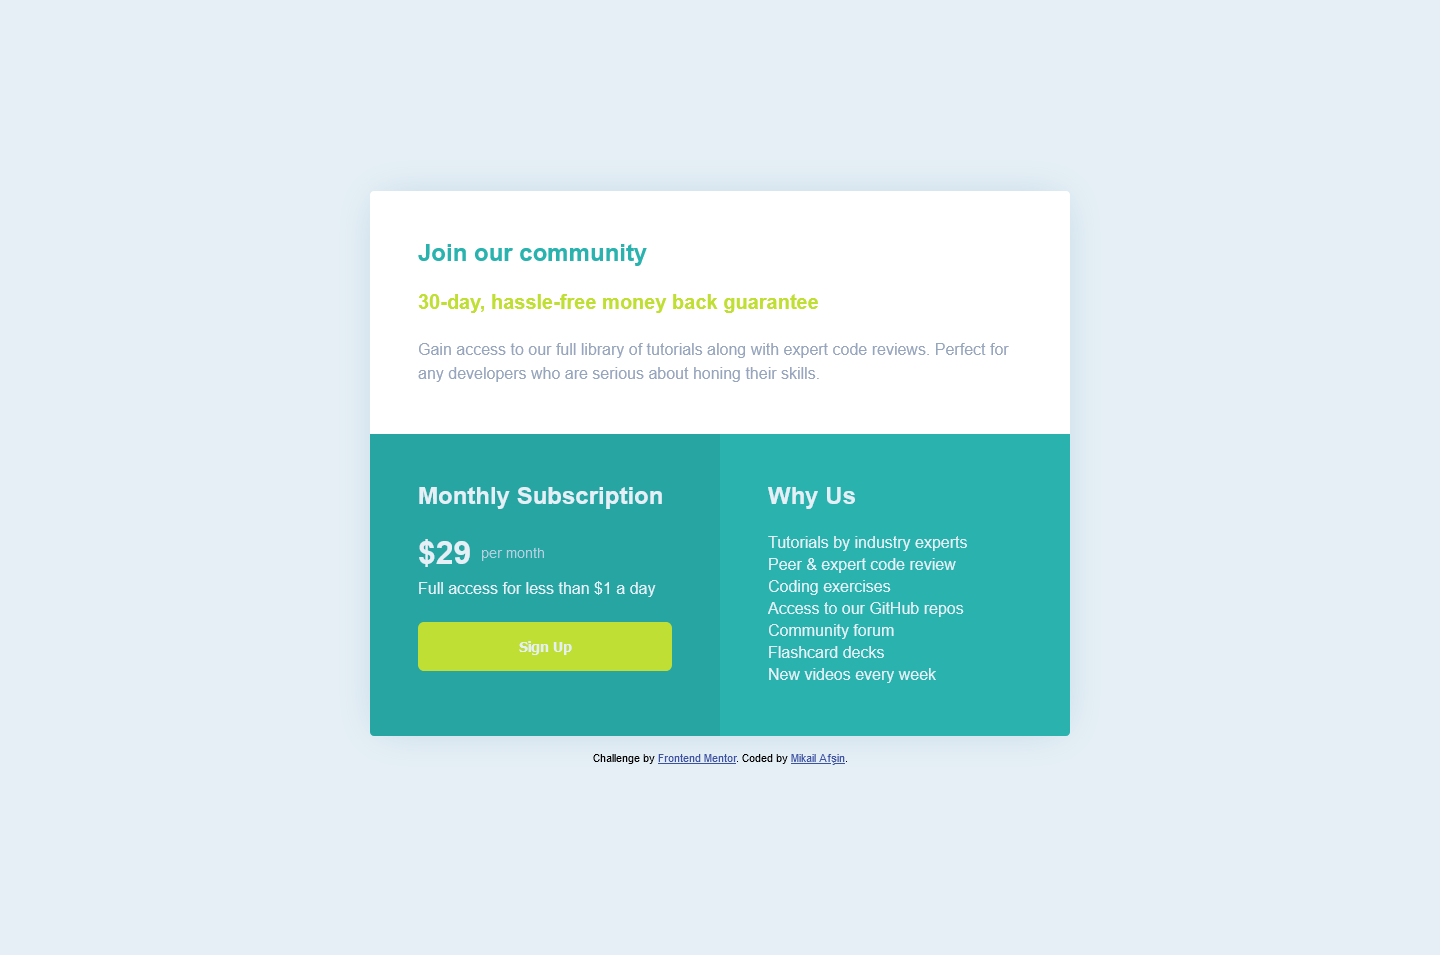 Join our community
30-day, hassle-free money back guarantee
Gain access to our full library of tutorials along with expert code reviews. Perfect for
any developers who are serious about honing their skills.
Monthly Subscription
$29 per month
Full access for less than $1 a day
Sign Up
Why Us
Tutorials by industry experts
Peer & expert code review
Coding exercises
Access to our GitHub repos
Community forum
Flashcard decks
New videos every week
Challenge by Frontend Mentor. Coded by Mikail Afşin.